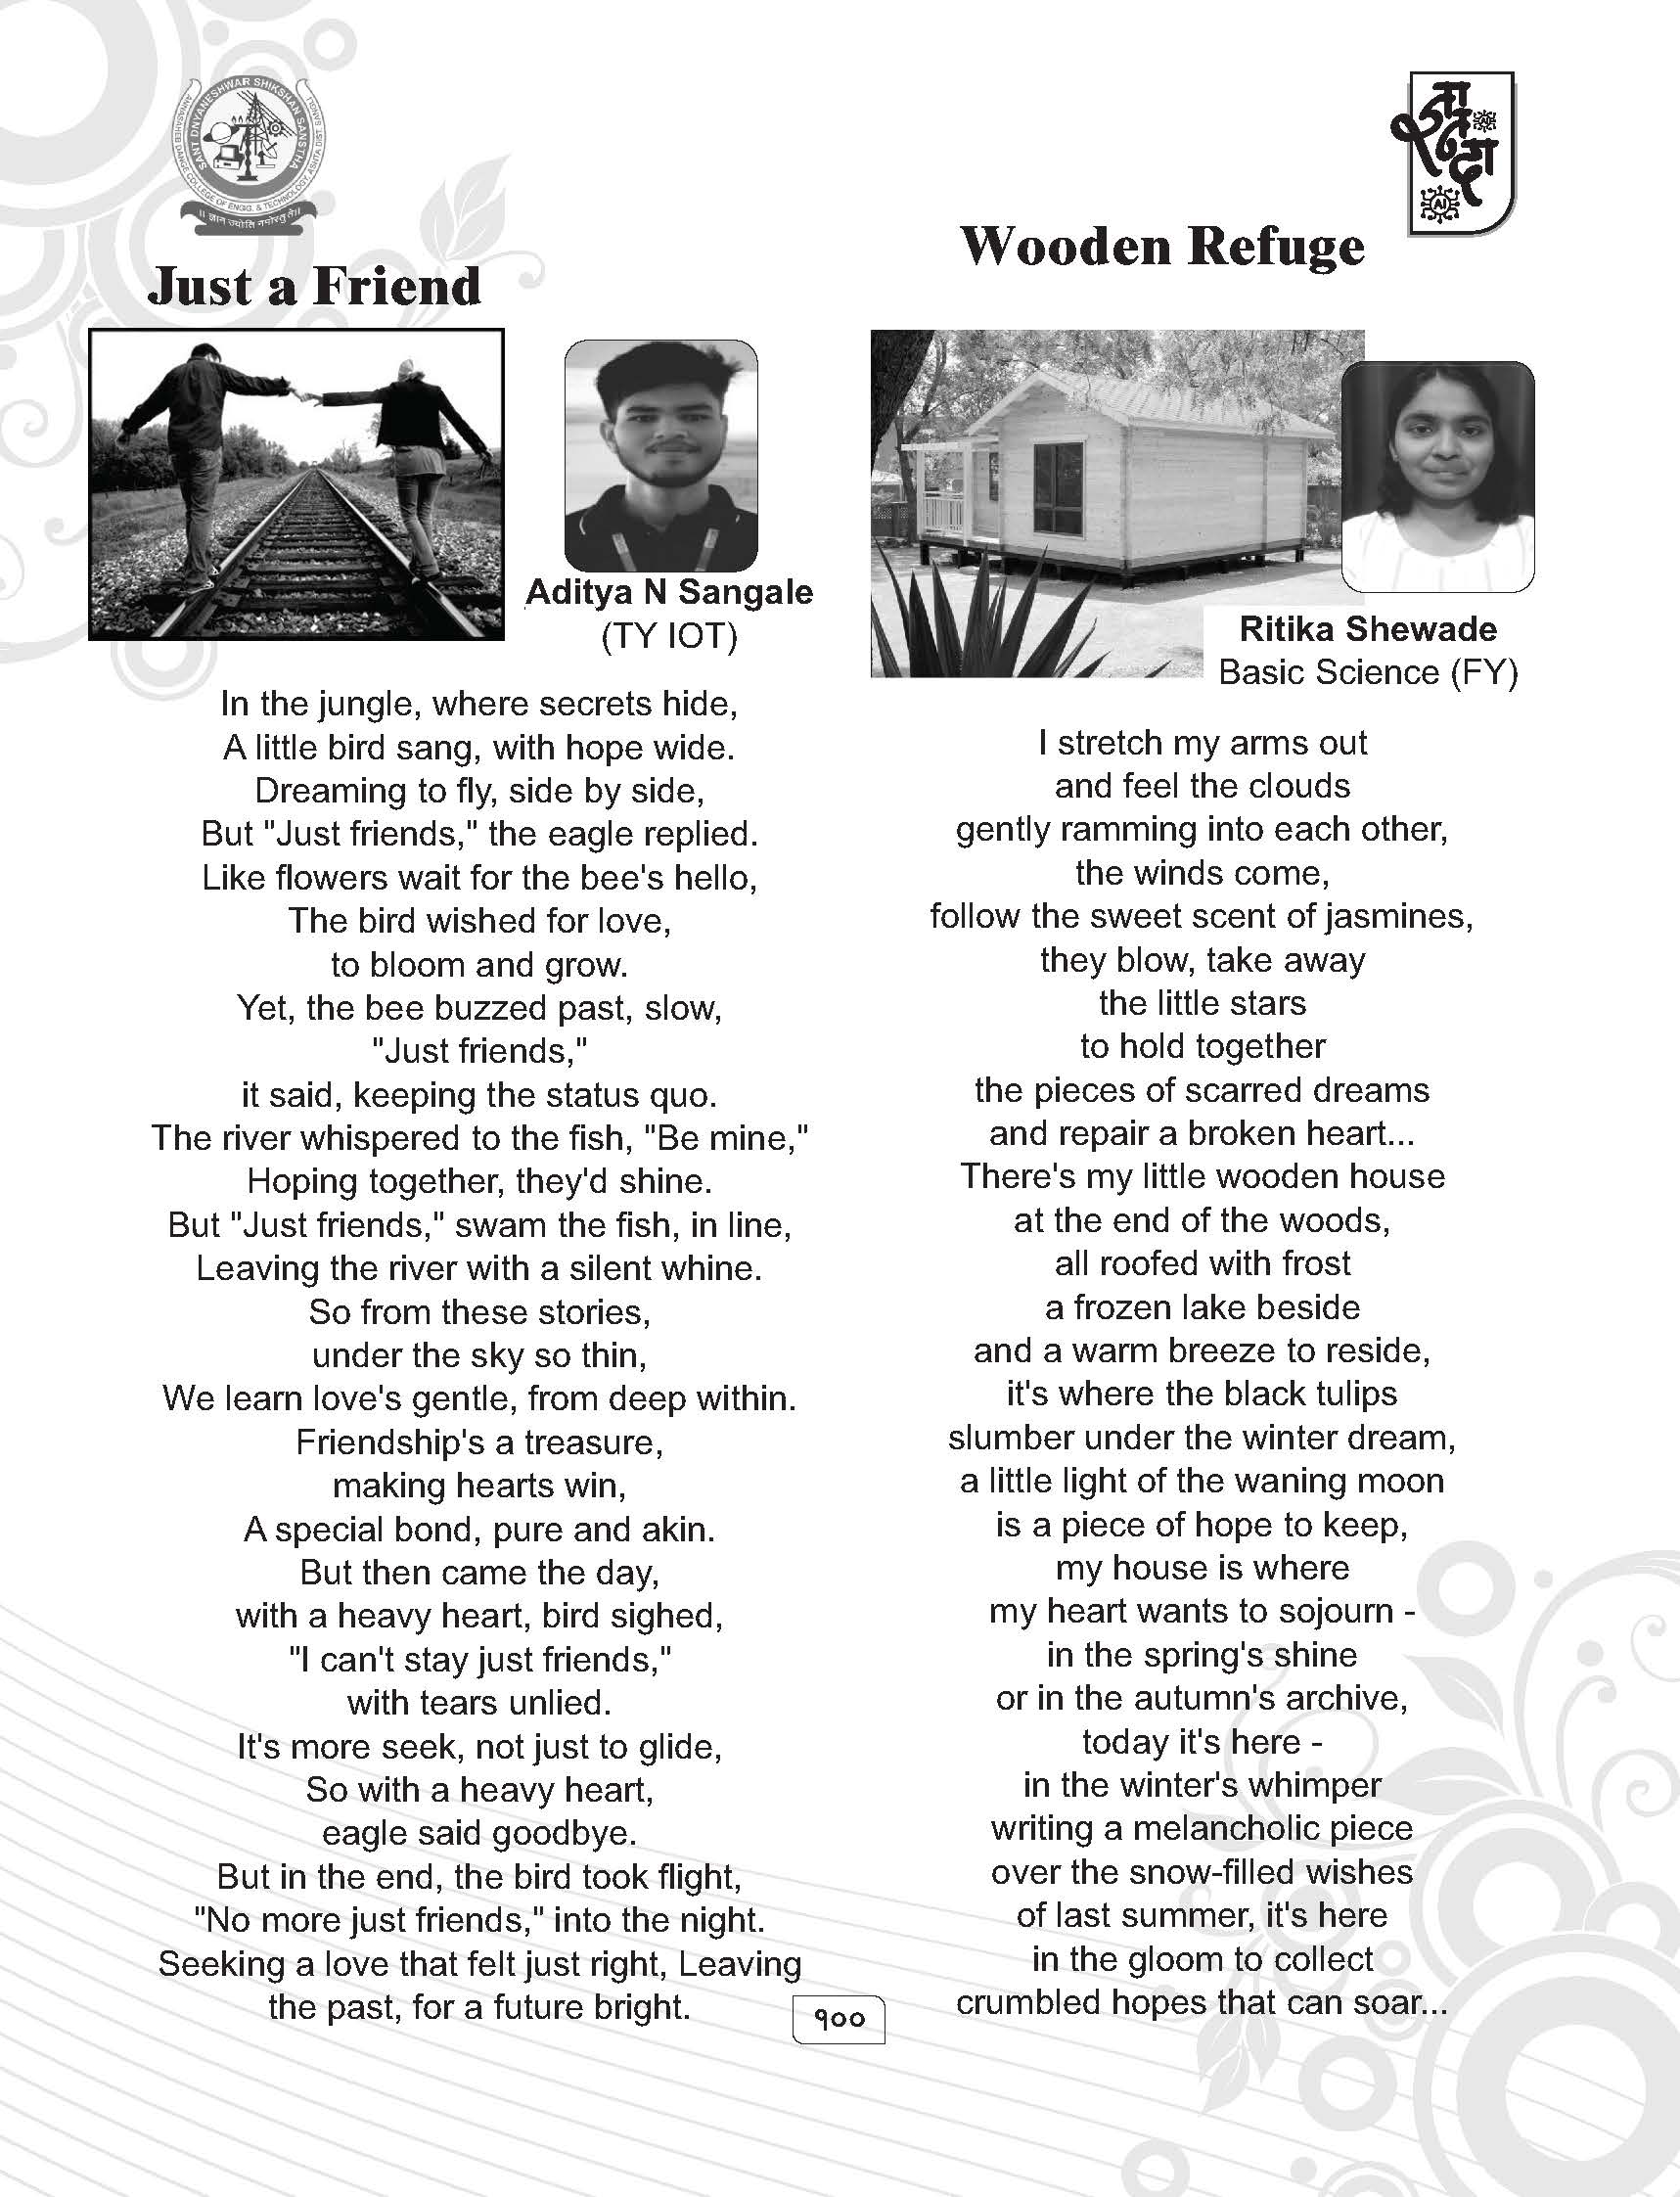 SANT DNYANESHWAR SHIKSHAN SANSTHA
ANNASAHEB DANGE COLLEGE OF ENGG. & TECHNOLOGY, ASHTA DIST. SANGLI
॥ ज्ञान ज्योति नमोस्तु ते॥
AI
AI
Just a Friend
Aditya N Sangale
(TY IOT)
In the jungle, where secrets hide,
A little bird sang, with hope wide.
Dreaming to fly, side by side,
But "Just friends," the eagle replied.
Like flowers wait for the bee's hello,
The bird wished for love,
to bloom and grow.
Yet, the bee buzzed past, slow,
"Just friends,"
it said, keeping the status quo.
The river whispered to the fish, "Be mine,"
Hoping together, they'd shine.
But "Just friends," swam the fish, in line,
Leaving the river with a silent whine.
So from these stories,
under the sky so thin,
We learn love's gentle, from deep within.
Friendship's a treasure,
making hearts win,
A special bond, pure and akin.
But then came the day,
with a heavy heart, bird sighed,
"I can't stay just friends,"
with tears unlied.
It's more seek, not just to glide,
So with a heavy heart,
eagle said goodbye.
But in the end, the bird took flight,
"No more just friends," into the night.
Seeking a love that felt just right, Leaving
the past, for a future bright.
Wooden Refuge
Ritika Shewade
Basic Science (FY)
I stretch my arms out
and feel the clouds
gently ramming into each other,
the winds come,
follow the sweet scent of jasmines,
they blow, take away
the little stars
to hold together
the pieces of scarred dreams
and repair a broken heart...
There's my little wooden house
at the end of the woods,
all roofed with frost
a frozen lake beside
and a warm breeze to reside,
it's where the black tulips
slumber under the winter dream,
a little light of the waning moon
is a piece of hope to keep,
my house is where
my heart wants to sojourn -
in the spring's shine
or in the autumn's archive,
today it's here -
in the winter's whimper
writing a melancholic piece
over the snow-filled wishes
of last summer, it's here
in the gloom to collect
crumbled hopes that can soar...
१००